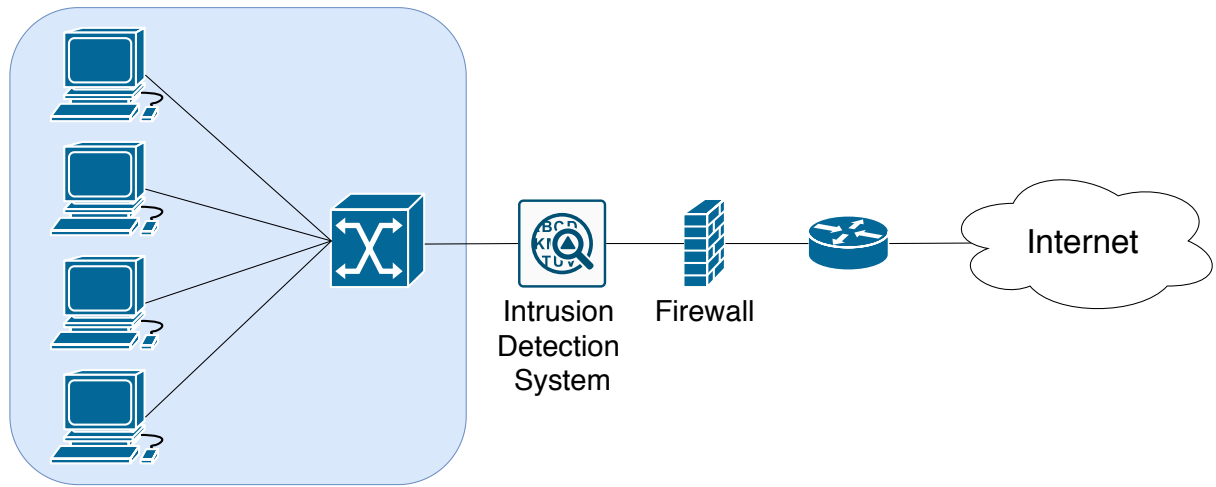 Intrusion
Detection
System
Firewall
Internet